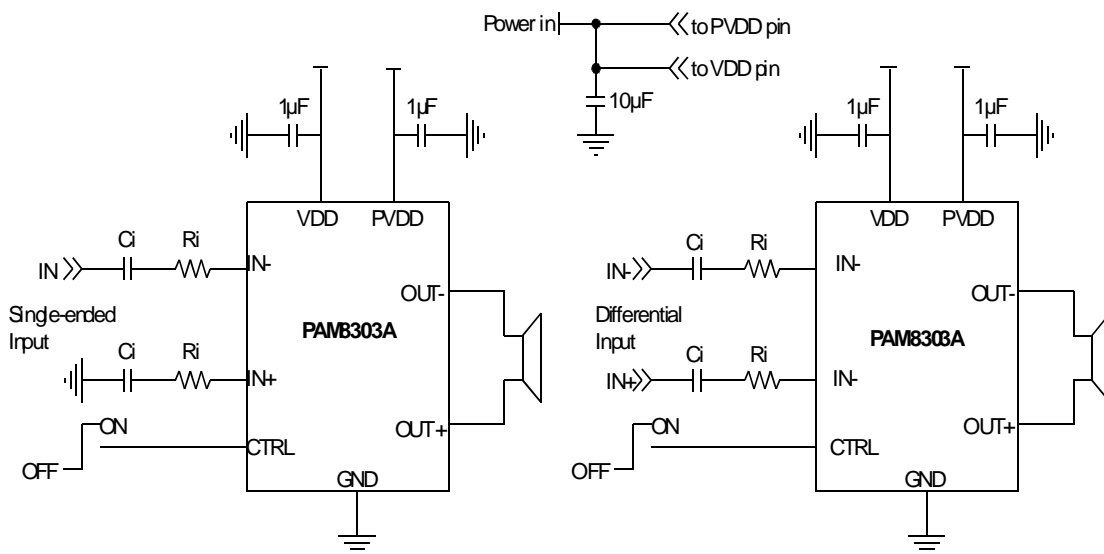 Power in
to PVDD pin
to VDD pin
10µF
1µF
1µF
VDD
PVDD
Ci
Ri
IN
IN-
Single-ended
Input
OUT-
PAM8303A
Ci
Ri
IN+
OUT+
ON
OFF
CTRL
GND
1µF
1µF
VDD
PVDD
Ci
Ri
IN-
IN-
Differential
Input
OUT-
PAM8303A
Ci
Ri
IN+
IN-
OUT+
ON
OFF
CTRL
GND